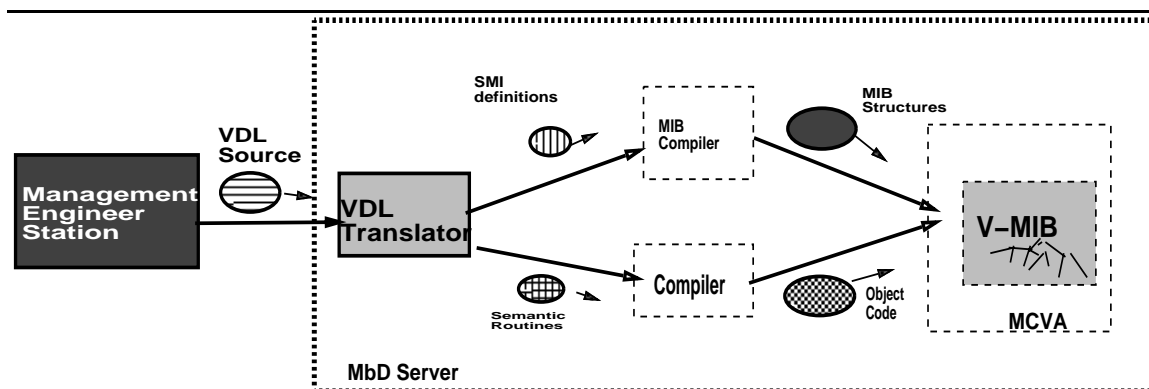 SMI
definitions
MIB
Structures
VDL
Source
MIB
Compiler
Management
Engineer
Station
VDL
Translator
V–MIB
Compiler
Semantic
Routines
Object
Code
MCVA
MbD Server